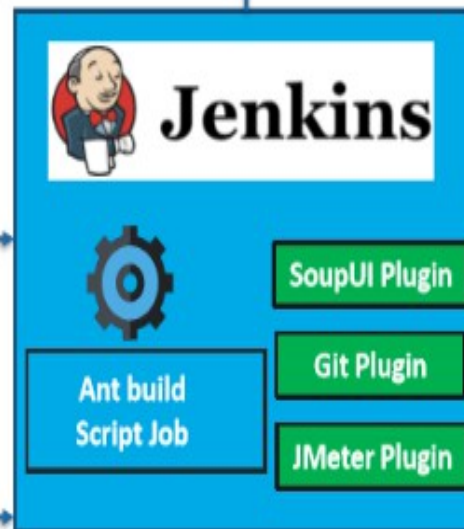 Jenkins
SoupUI Plugin
Git Plugin
Ant build
Script Job
JMeter Plugin